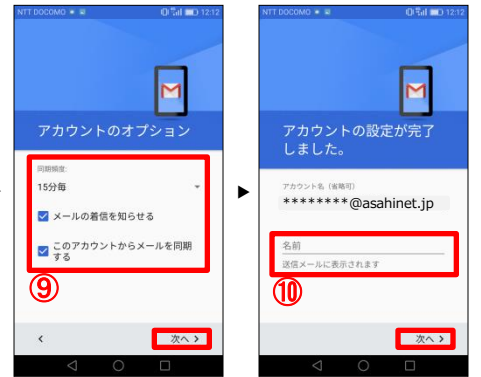 NTT DOCOMO 12:12
アカウントのオプション
同期頻度:
15分毎
メールの着信を知らせる
このアカウントからメールを同期
する
⑨
次へ
NTT DOCOMO 12:12
アカウントの設定が完了
しました。
アカウント名（省略可）
********@asahinet.jp
名前
送信メールに表示されます
⑩
次へ